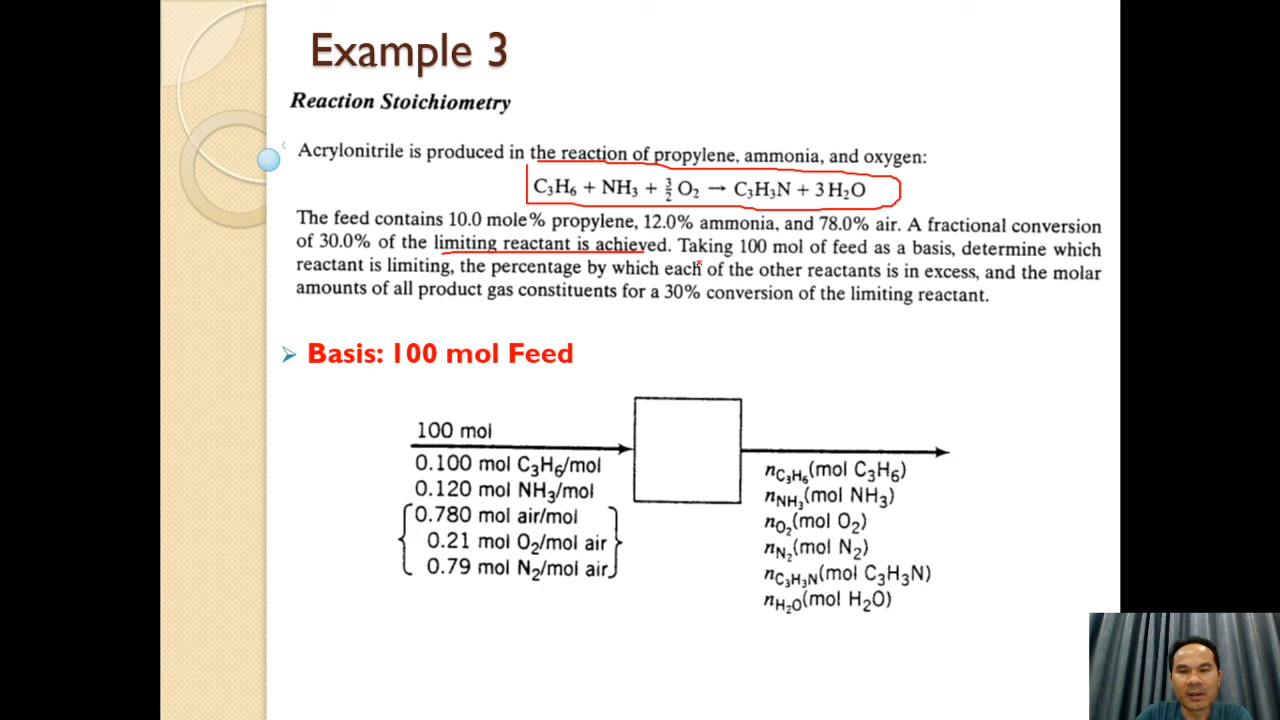 Example 3
Reaction Stoichiometry
Acrylonitrile is produced in the reaction of propylene, ammonia, and oxygen:
C₃H₆ + NH₃ + 3/2 O₂ → C₃H₃N + 3 H₂O
The feed contains 10.0 mole% propylene, 12.0% ammonia, and 78.0% air. A fractional conversion
of 30.0% of the limiting reactant is achieved. Taking 100 mol of feed as a basis, determine which
reactant is limiting, the percentage by which each of the other reactants is in excess, and the molar
amounts of all product gas constituents for a 30% conversion of the limiting reactant.
Basis: 100 mol Feed
100 mol
0.100 mol C₃H₆/mol
0.120 mol NH₃/mol
0.780 mol air/mol
0.21 mol O₂/mol air
0.79 mol N₂/mol air
n_C₃H₆ (mol C₃H₆)
n_NH₃ (mol NH₃)
n_O₂ (mol O₂)
n_N₂ (mol N₂)
n_C₃H₃N (mol C₃H₃N)
n_H₂O (mol H₂O)